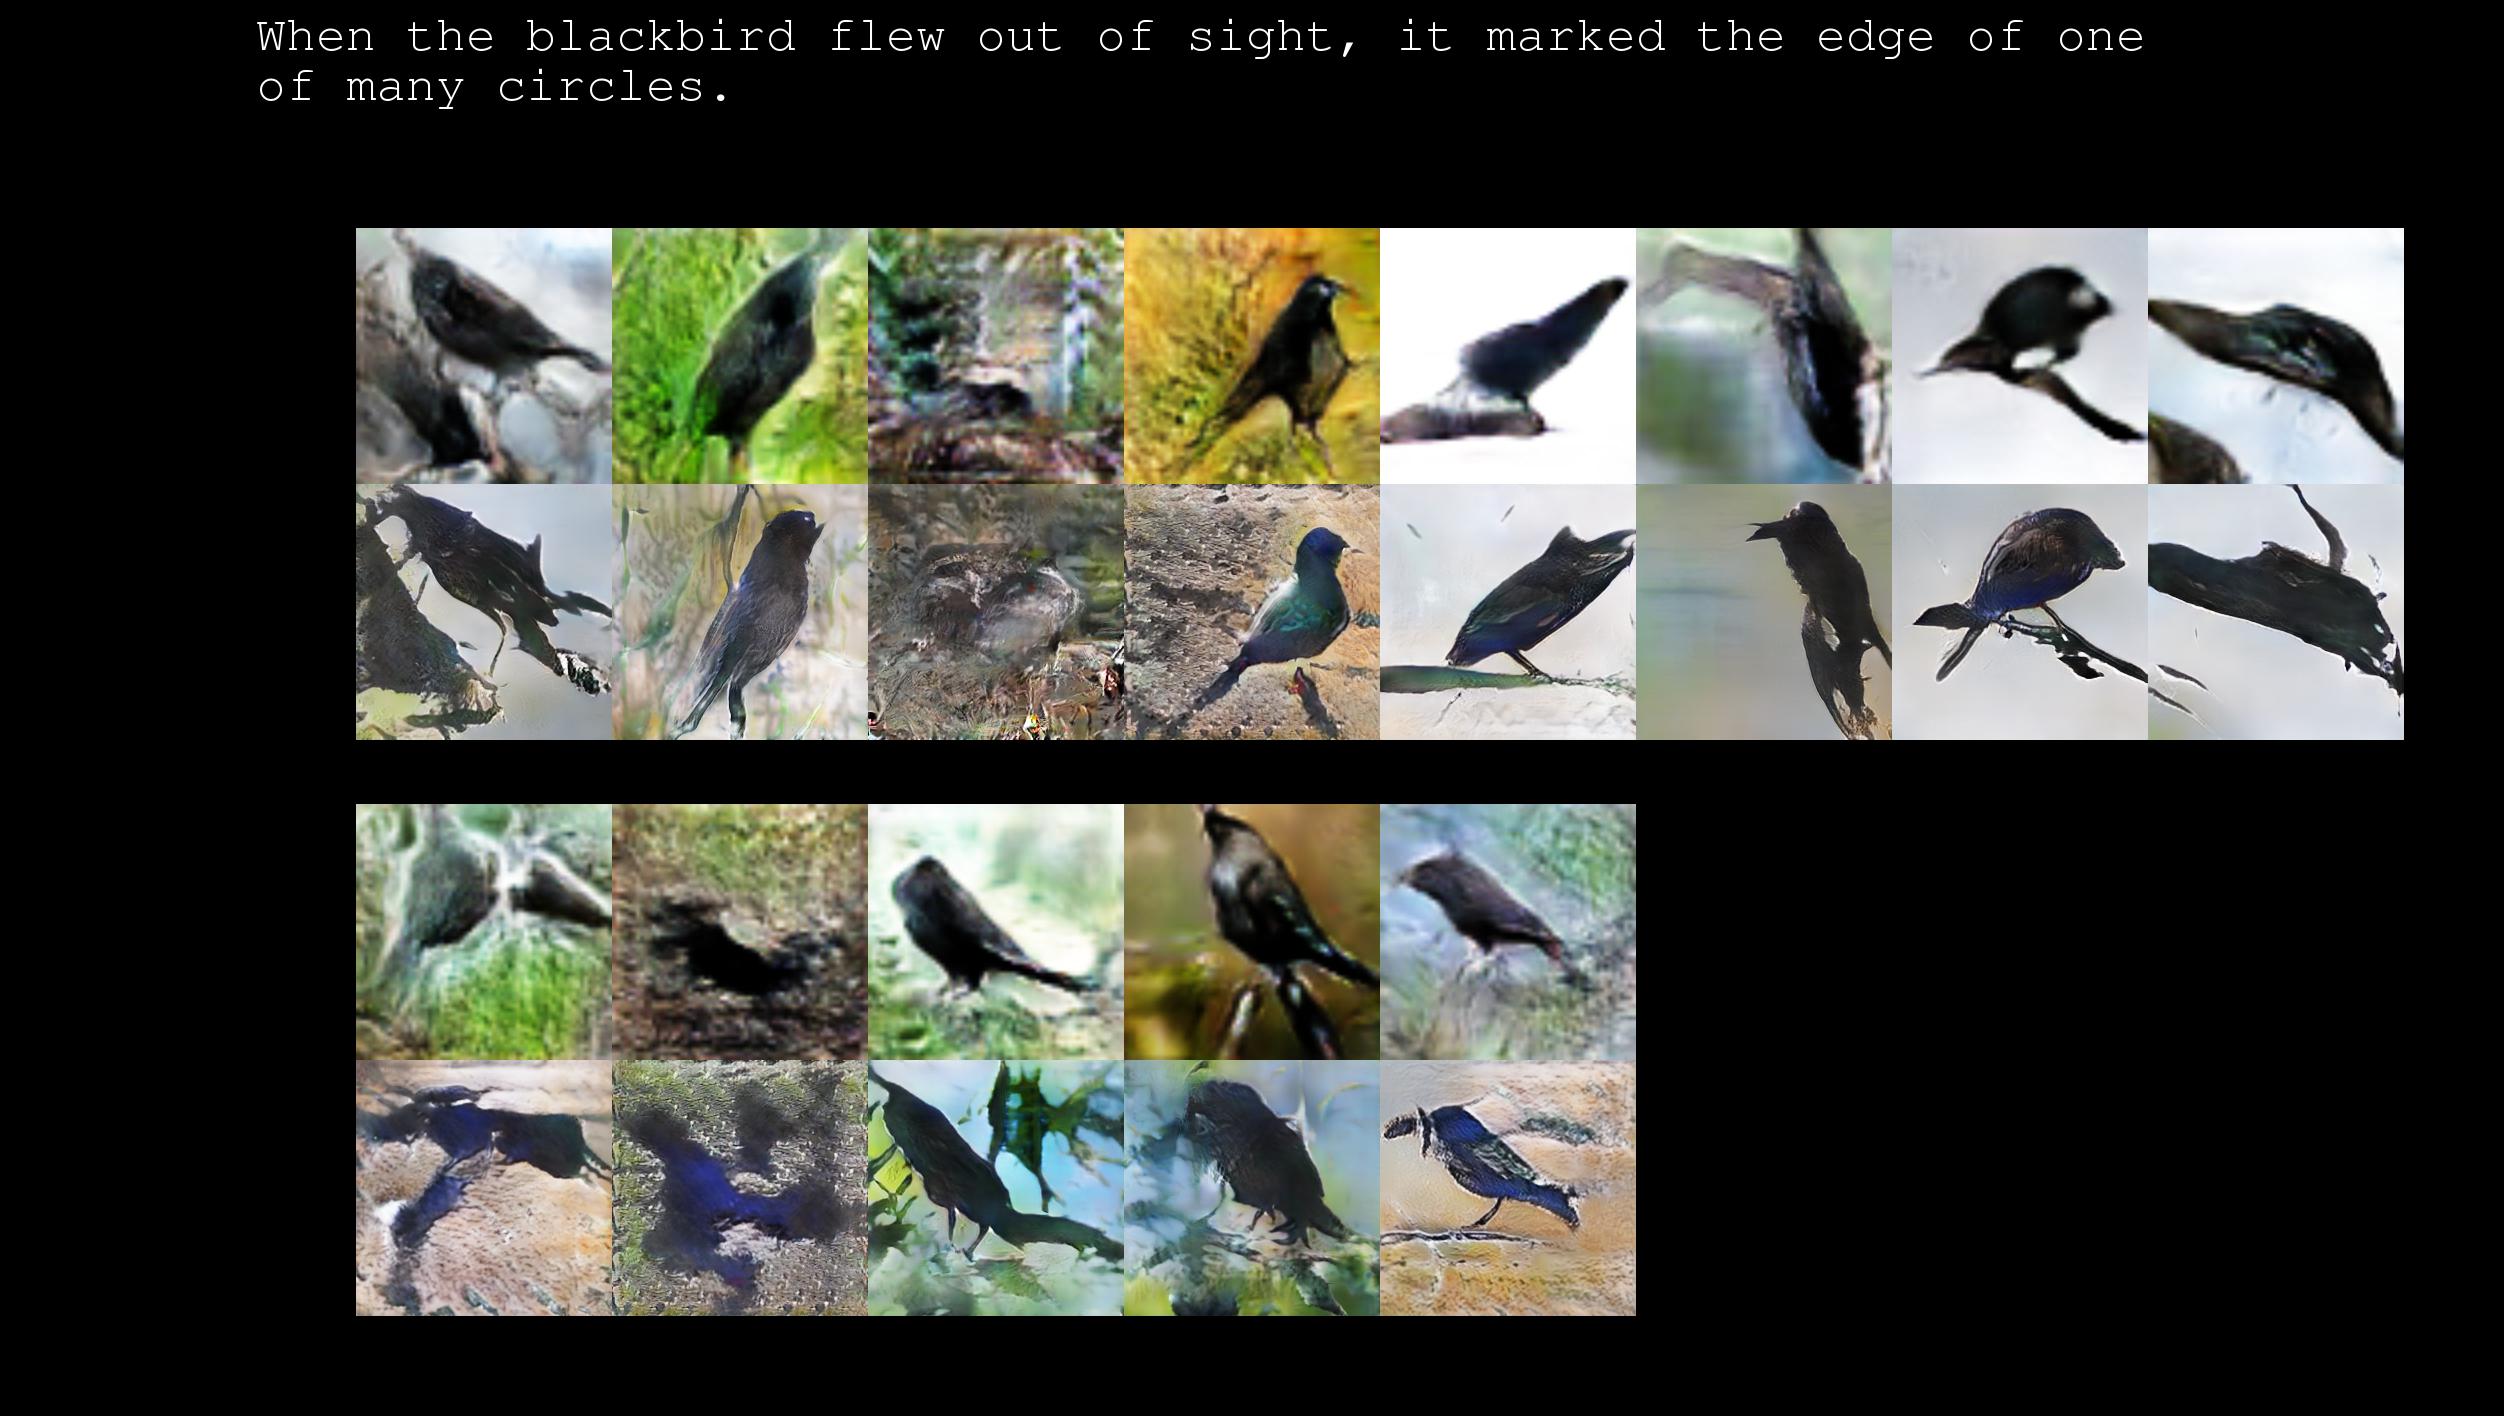 When the blackbird flew out of sight, it marked the edge of one
of many circles.